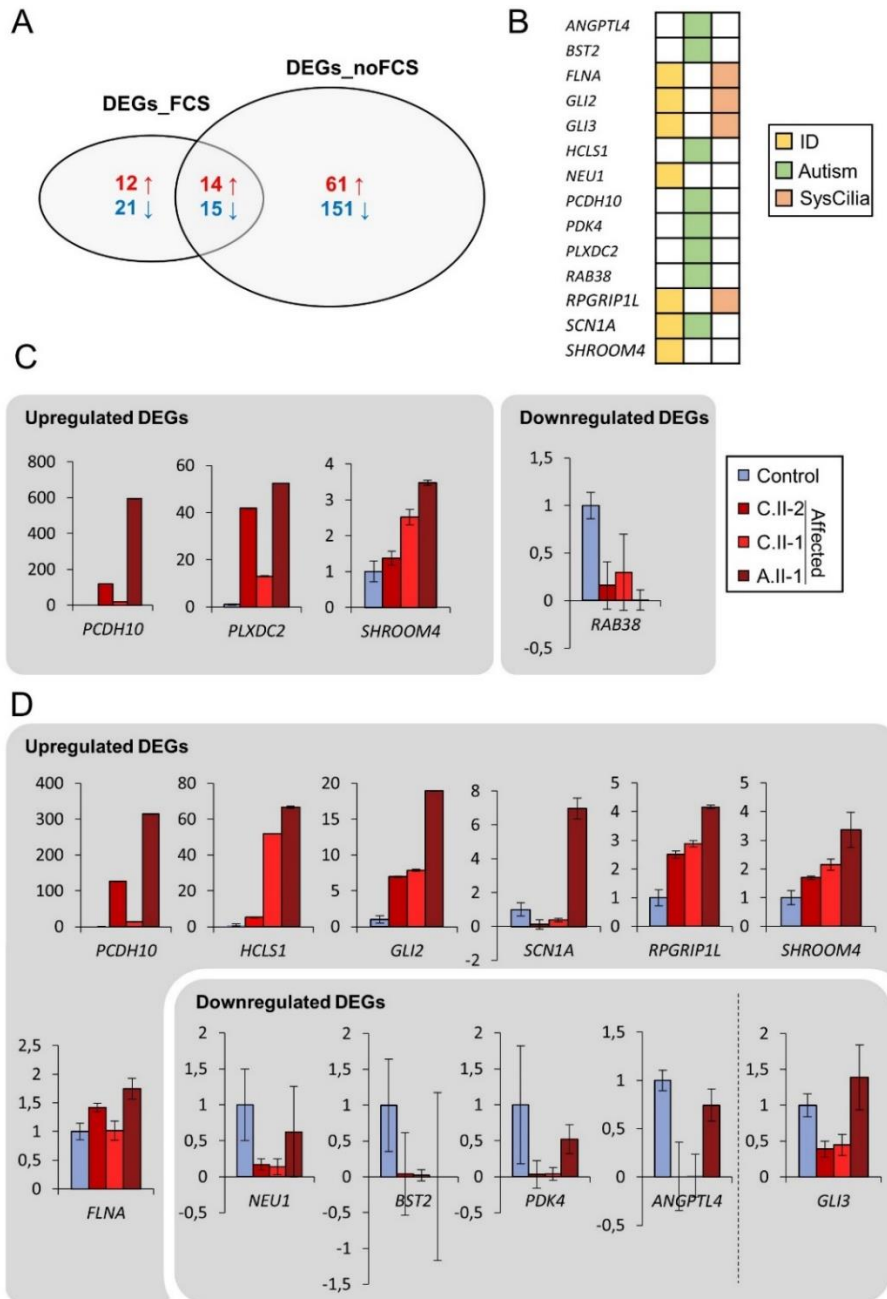 A
B
DEGs_noFCS
DEGs_FCS
12 ↑
14 ↑
61 ↑
21 ↓
15 ↓
151 ↓
ANGPTL4
BST2
FLNA
GLI2
GLI3
HCLS1
NEU1
PCDH10
PDK4
PLXDC2
RAB38
RPGRIP1L
SCN1A
SHROOM4
ID
Autism
SysCilia
C
Upregulated DEGs
800
600
400
200
0
PCDH10
60
40
20
0
PLXDC2
4
3
2
1
0
SHROOM4
Downregulated DEGs
1,5
1
0,5
0
-0,5
RAB38
Control
C.II-2
C.II-1
A.II-1
Affected
D
Upregulated DEGs
400
300
200
100
0
PCDH10
80
60
40
20
0
HCLS1
20
15
10
5
0
GLI2
8
6
4
2
0
-2
SCN1A
5
4
3
2
1
0
RPGRIP1L
5
4
3
2
1
0
SHROOM4
2,5
2
1,5
1
0,5
0
FLNA
Downregulated DEGs
2
1,5
1
0,5
0
-0,5
NEU1
2
1,5
1
0,5
0
-0,5
-1
-1,5
BST2
2
1,5
1
0,5
0
-0,5
PDK4
1,5
1
0,5
0
-0,5
ANGPTL4
2
1,5
1
0,5
0
GLI3